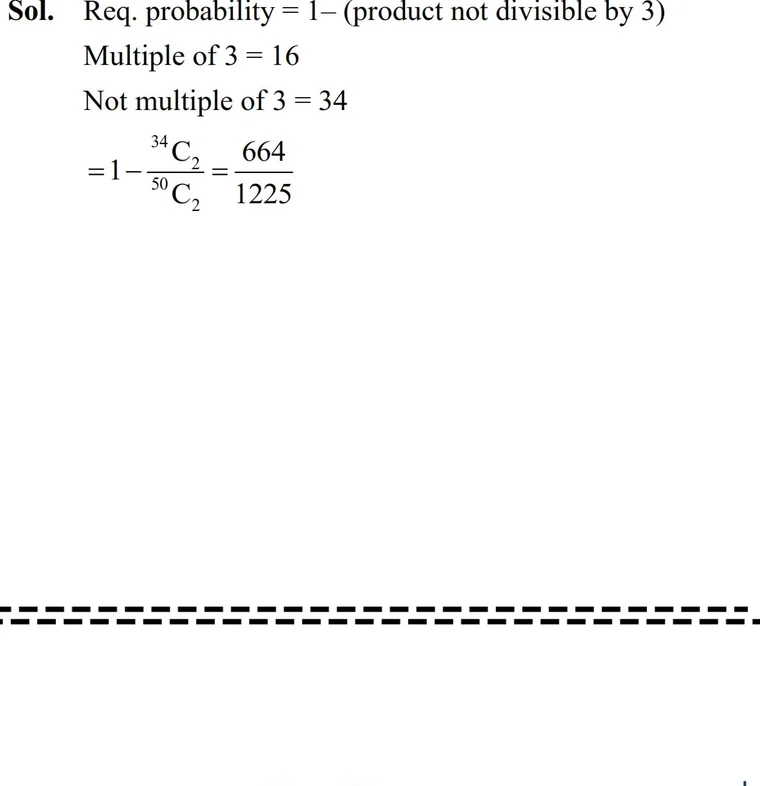 Sol. Req. probability = 1– (product not divisible by 3)
Multiple of 3 = 16
Not multiple of 3 = 34
= 1 – ³⁴C₂ / ⁵⁰C₂ = 664 / 1225